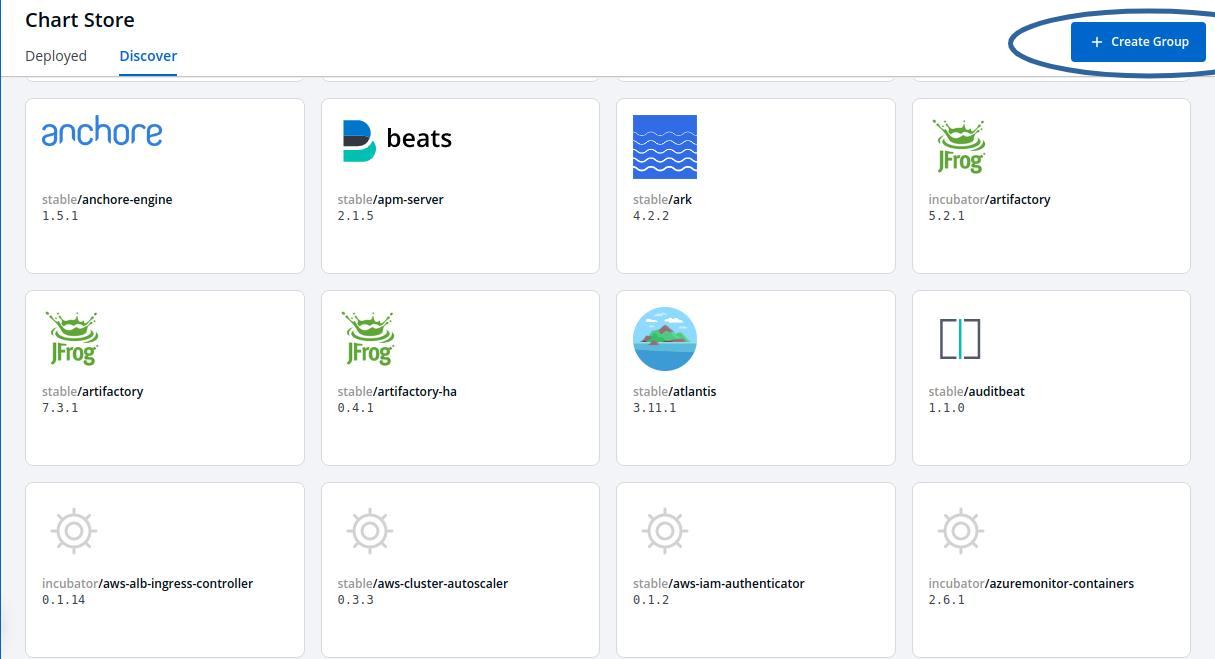 Chart Store
Deployed Discover
+ Create Group
anchore
beats
JFrog
stable/anchore-engine
1.5.1
stable/apm-server
2.1.5
stable/ark
4.2.2
incubator/artifactory
5.2.1
JFrog
JFrog
stable/artifactory
7.3.1
stable/artifactory-ha
0.4.1
stable/atlantis
3.11.1
stable/auditbeat
1.1.0
incubator/aws-alb-ingress-controller
0.1.14
stable/aws-cluster-autoscaler
0.3.3
stable/aws-iam-authenticator
0.1.2
incubator/azuremonitor-containers
2.6.1